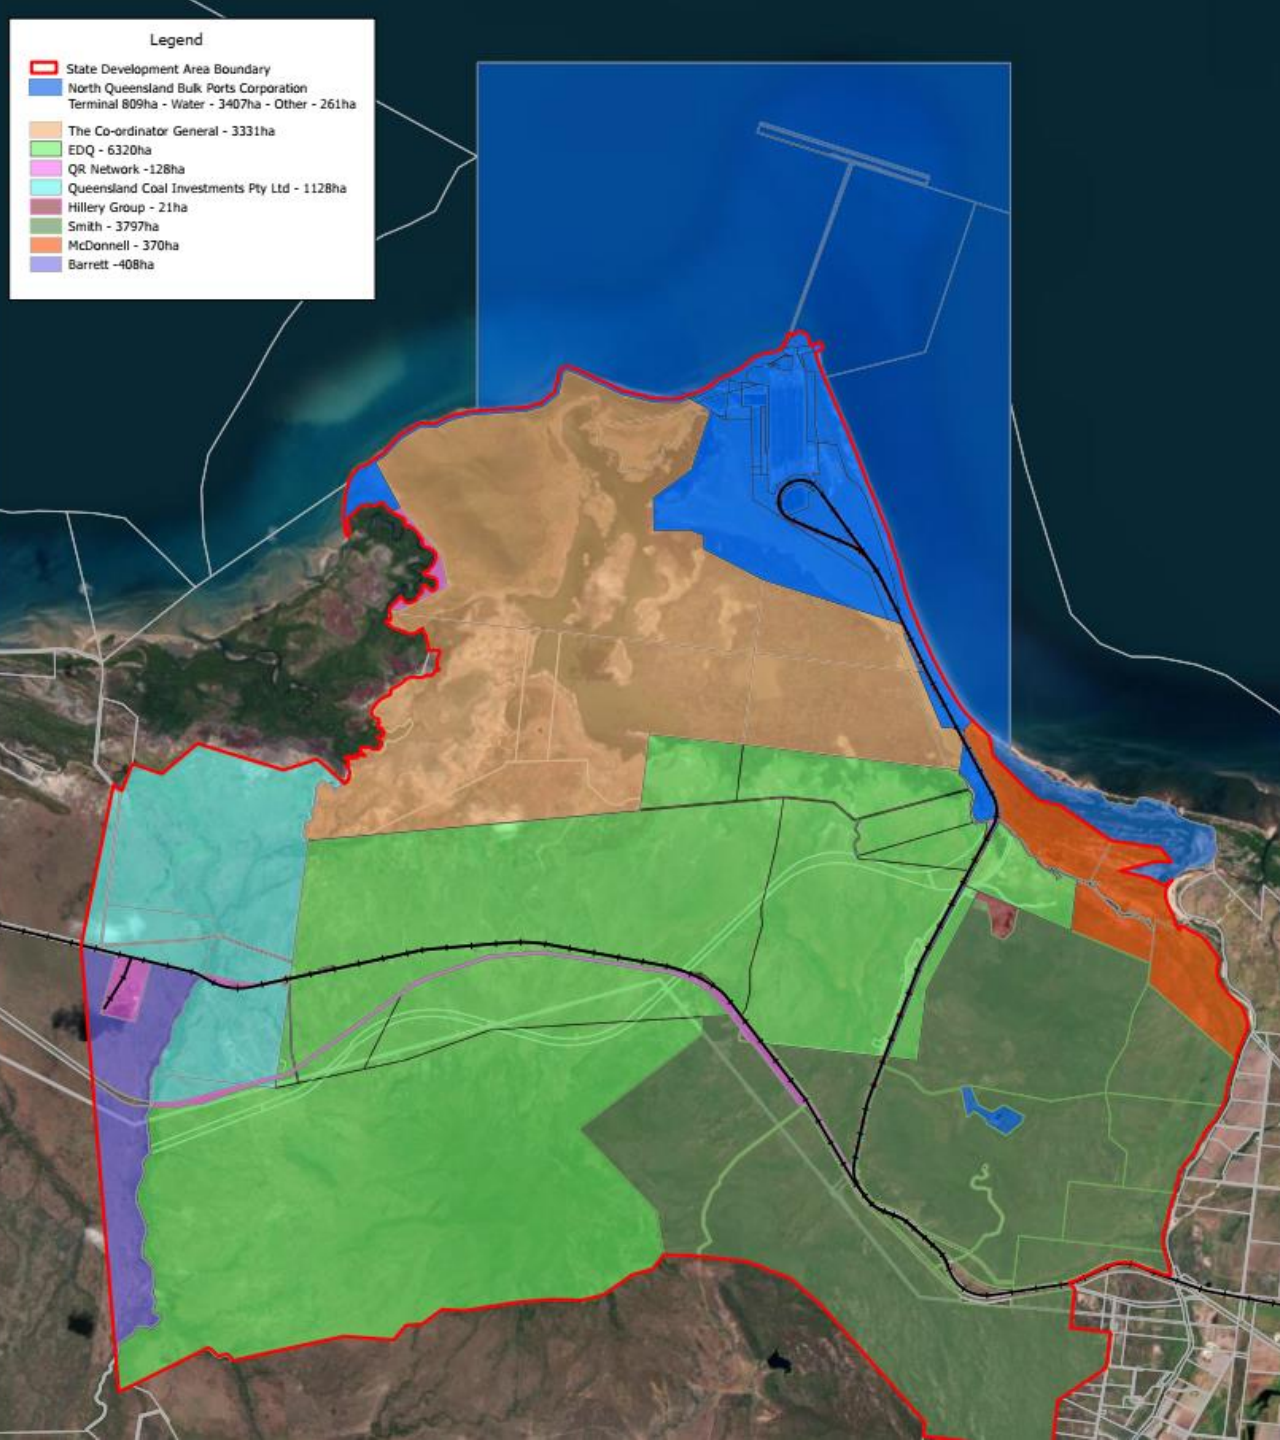 Legend
State Development Area Boundary
North Queensland Bulk Ports Corporation
Terminal 809ha - Water - 3407ha - Other - 261ha
The Co-ordinator General - 3331ha
EDQ - 6320ha
QR Network -128ha
Queensland Coal Investments Pty Ltd - 1128ha
Hillery Group - 21ha
Smith - 3797ha
McDonnell - 370ha
Barrett -408ha